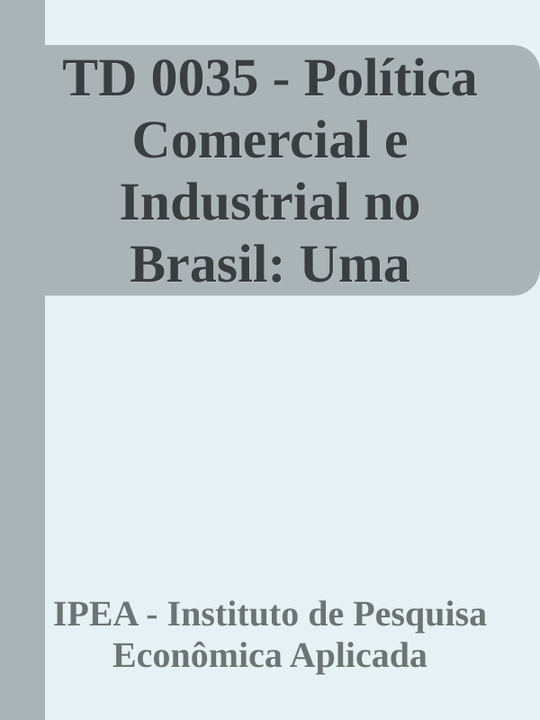 TD 0035 - Política
Comercial e
Industrial no
Brasil: Uma
IPEA - Instituto de Pesquisa
Econômica Aplicada